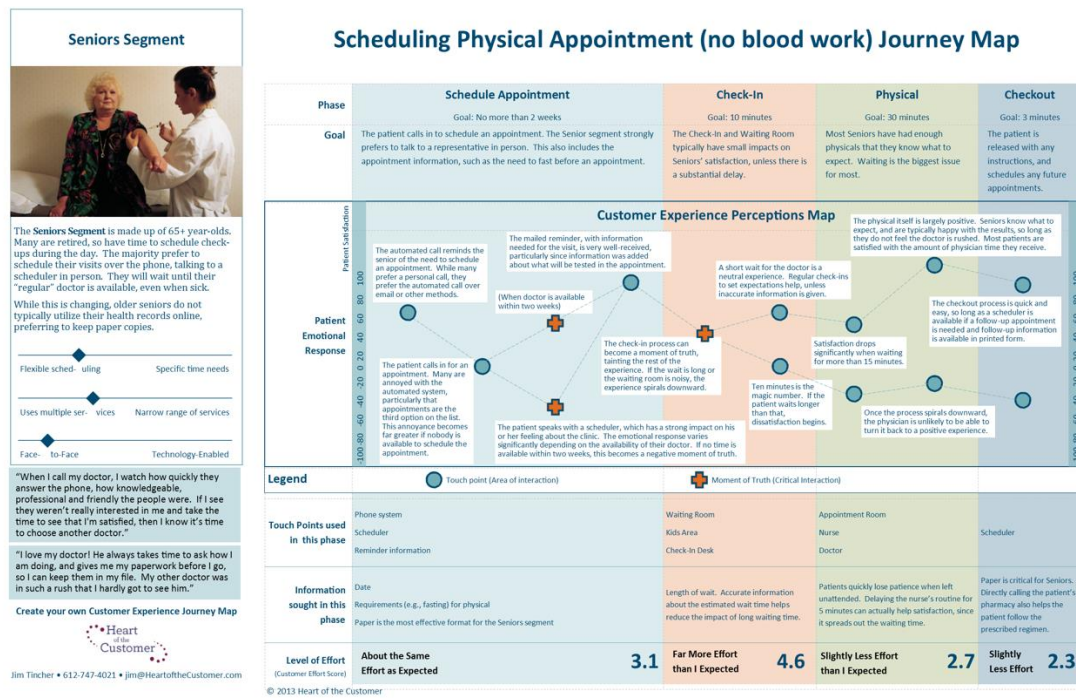 Seniors Segment
The Seniors Segment is made up of 65+ year-olds.
Many are retired, so have time to schedule check-
ups during the day. The majority prefer to
schedule their visits over the phone, talking to a
scheduler in person. They will wait until their
“regular” doctor is available, even when sick.
While this is changing, older seniors do not
typically utilize their health records online,
preferring to keep paper copies.
Flexible sched- uling Specific time needs
Uses multiple ser- vices Narrow range of services
Face- to-Face Technology-Enabled
“When I call my doctor, I watch how quickly they
answer the phone, how knowledgeable,
professional and friendly the people were. If I see
they weren’t really interested in me and take the
time to see that I’m satisfied, then I know it’s time
to choose another doctor.”
“I love my doctor! He always takes time to ask how I
am doing, and gives me my paperwork before I go,
so I can keep them in my file. My other doctor was
in such a rush that I hardly got to see him.”
Create your own Customer Experience Journey Map
Heart
of the
Customer
Jim Tincher • 612-747-4021 • jim@HeartoftheCustomer.com
Scheduling Physical Appointment (no blood work) Journey Map
Phase
Schedule Appointment
Goal: No more than 2 weeks
Check-In
Goal: 10 minutes
Physical
Goal: 30 minutes
Checkout
Goal: 3 minutes
Goal
The patient calls in to schedule an appointment. The Senior segment strongly
prefers to talk to a representative in person. This also includes the
appointment information, such as the need to fast before an appointment.
The Check-In and Waiting Room
typically have small impacts on
Seniors’ satisfaction, unless there is
a substantial delay.
Most Seniors have had enough
physicals that they know what to
expect. Waiting is the biggest issue
for most.
The patient is
released with any
instructions, and
schedules any future
appointments.
Patient
Emotional
Response
Patient Satisfaction
100
80
60
40
20
0
-20
-40
-60
-80
-100
Customer Experience Perceptions Map
The automated call reminds the
senior of the need to schedule
an appointment. While many
prefer a personal call, they
prefer the automated call over
email or other methods.
The mailed reminder, with information
needed for the visit, is very well-received,
particularly since information was added
about what will be tested in the appointment.
(When doctor is available
within two weeks)
The patient calls in for an
appointment. Many are
annoyed with the
automated system,
particularly that
appointments are the
third option on the list.
This annoyance becomes
far greater if nobody is
available to schedule the
appointment.
The patient speaks with a scheduler, which has a strong impact on his
or her feeling about the clinic. The emotional response varies
significantly depending on the availability of their doctor. If no time is
available within two weeks, this becomes a negative moment of truth.
The check-in process can
become a moment of truth,
tainting the rest of the
experience. If the wait is long or
the waiting room is noisy, the
experience spirals downward.
A short wait for the doctor is a
neutral experience. Regular check-ins
to set expectations help, unless
inaccurate information is given.
Ten minutes is the
magic number. If the
patient waits longer
than that,
dissatisfaction begins.
The physical itself is largely positive. Seniors know what to
expect, and are typically happy with the results, so long as
they do not feel the doctor is rushed. Most patients are
satisfied with the amount of physician time they receive.
Satisfaction drops
significantly when waiting
for more than 15 minutes.
Once the process spirals downward,
the physician is unlikely to be able to
turn it back to a positive experience.
The checkout process is quick and
easy, so long as a scheduler is
available if a follow-up appointment
is needed and follow-up information
is available in printed form.
Legend
Touch point (Area of interaction)
Moment of Truth (Critical Interaction)
Touch Points used
in this phase
Phone system
Scheduler
Reminder information
Waiting Room
Kids Area
Check-In Desk
Appointment Room
Nurse
Doctor
Scheduler
Information
sought in this
phase
Date
Requirements (e.g., fasting) for physical
Paper is the most effective format for the Seniors segment
Length of wait. Accurate information
about the estimated wait time helps
reduce the impact of long waiting time.
Patients quickly lose patience when left
unattended. Delaying the nurse’s routine for
5 minutes can actually help satisfaction, since
it spreads out the waiting time.
Paper is critical for Seniors.
Directly calling the patient’s
pharmacy also helps the
patient follow the
prescribed regimen.
Level of Effort
(Customer Effort Score)
About the Same
Effort as Expected
3.1
Far More Effort
than I Expected
4.6
Slightly Less Effort
than I Expected
2.7
Slightly
Less Effort
2.3
© 2013 Heart of the Customer